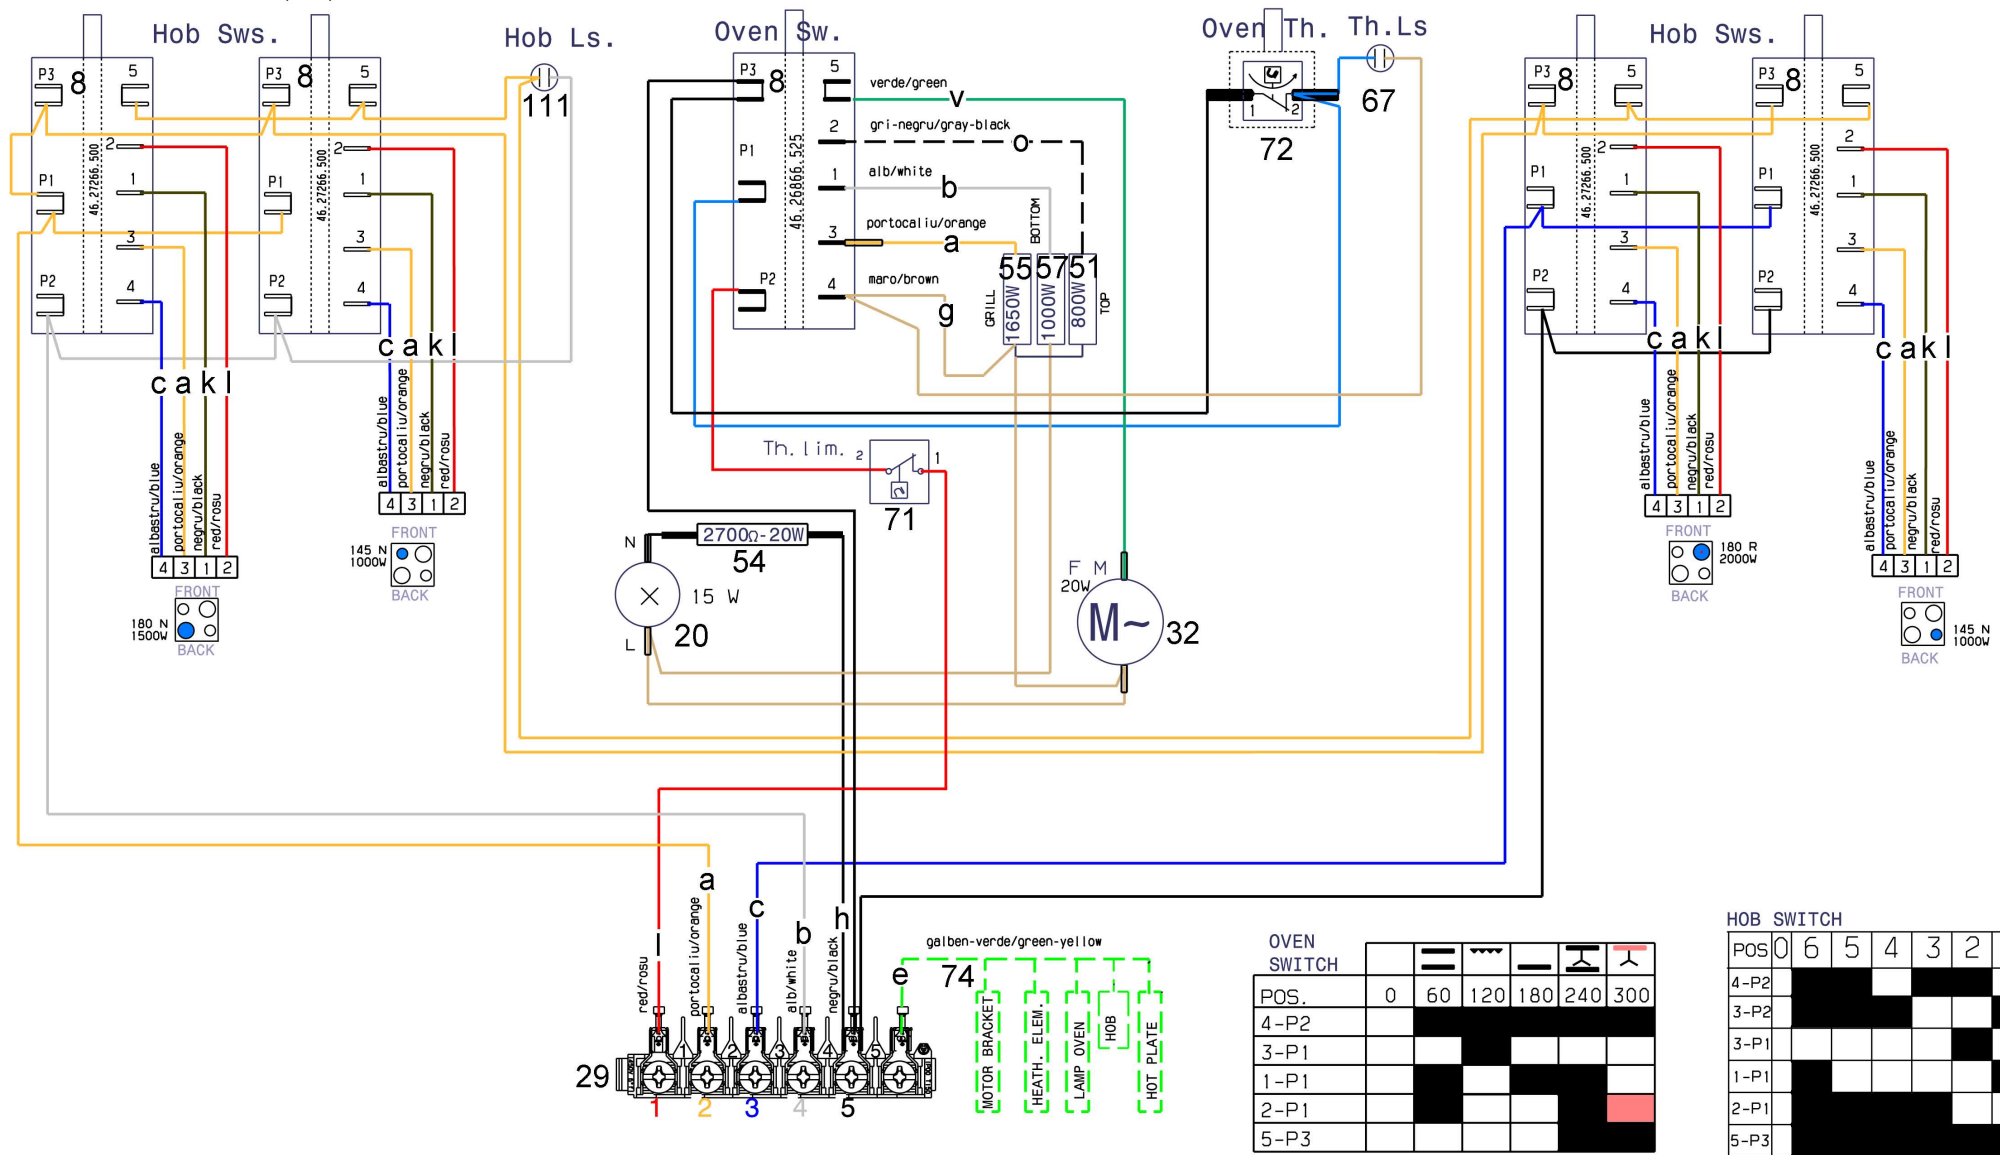 Hob Sws.
Hob Ls.
Oven Sw.
Oven Th.
Th.Ls
Hob Sws.
P3 8 5
2
P1 1
3
P2 4
46.27266.500
P3 8 5
2
P1 1
3
P2 4
46.27266.500
111
P3 8 5
2
P1
1
3
P2 4
46.26866.525
verde/green
v
gri-negru/gray-black
o
alb/white
b
portocaliu/orange
a
maro/brown
g
BOTTOM
GRILL
TOP
55 57 51
1650W
1000W
800W
1 2
72
67
P3 8 5
2
P1 1
3
P2 4
46.27266.500
P3 8 5
2
P1 1
3
P2 4
46.27266.500
c a k l
albastru/blue
portocaliu/orange
negru/black
red/rosu
4 3 1 2
FRONT
180 N
1500W
BACK
c a k l
albastru/blue
portocaliu/orange
negru/black
red/rosu
4 3 1 2
FRONT
145 N
1000W
BACK
Th.lim. 2 1
71
N
2700Ω-20W
54
15 W
20
L
F M
20W
M~
32
c a k l
albastru/blue
portocaliu/orange
negru/black
red/rosu
4 3 1 2
FRONT
180 R
2000W
BACK
c a k l
albastru/blue
portocaliu/orange
negru/black
red/rosu
4 3 1 2
FRONT
145 N
1000W
BACK
l
red/rosu
a
portocaliu/orange
c
albastru/blue
b
alb/white
h
negru/black
galben-verde/green-yellow
e 74
MOTOR BRACKET
HEATH. ELEM.
LAMP OVEN
HOB
HOT PLATE
29
1 2 3 4 5
1 2 3 4 5
OVEN
SWITCH
POS. 0 60 120 180 240 300
4-P2
3-P1
1-P1
2-P1
5-P3
HOB SWITCH
POS 0 6 5 4 3 2
4-P2
3-P2
3-P1
1-P1
2-P1
5-P3